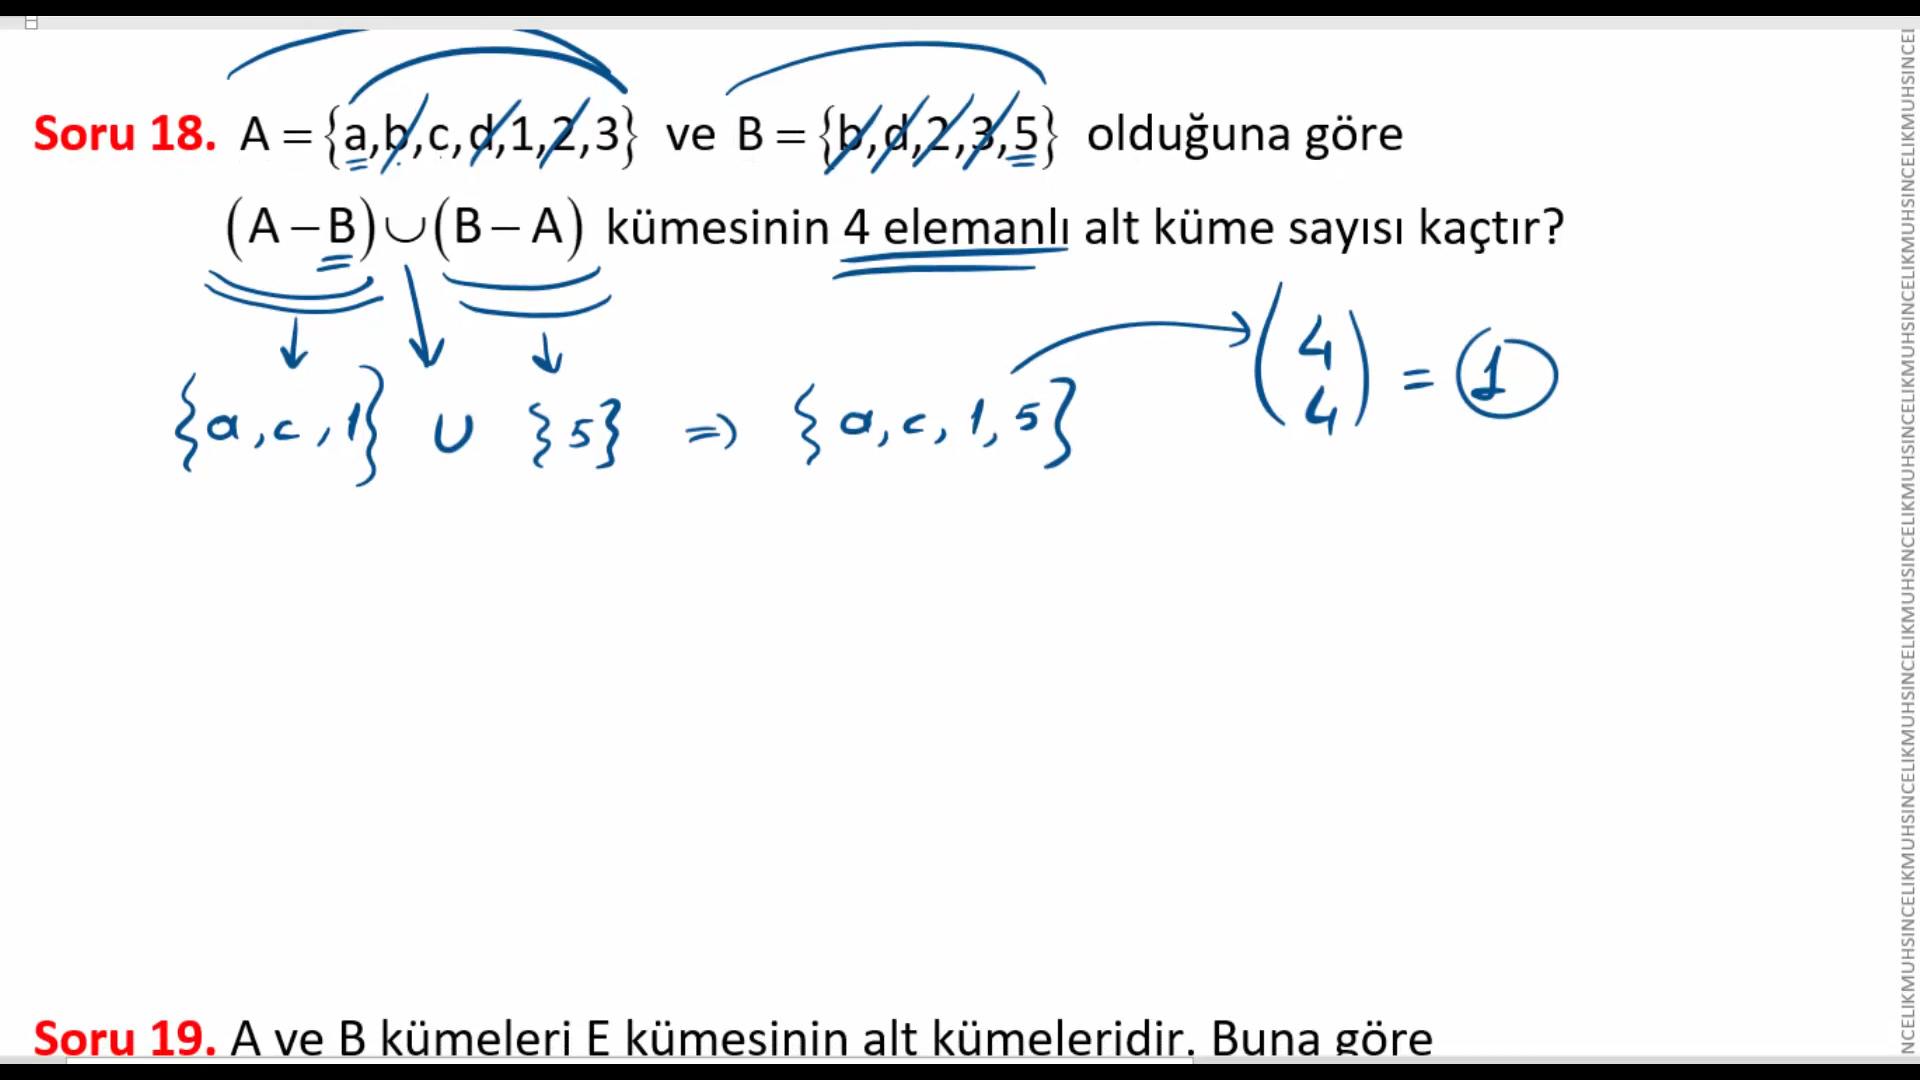 Soru 18. A = {a,b,c,d,1,2,3} ve B = {b,d,2,3,5} olduğuna göre
(A − B)∪(B − A) kümesinin 4 elemanlı alt küme sayısı kaçtır?
{a,c,1} ∪ {5} ⇒ {a,c,1,5} (4 4) = 1
Soru 19. A ve B kümeleri E kümesinin alt kümeleridir. Buna göre
NCELIKMUHSINCELIKMUHSINCELIKMUHSINCELIKMUHSINCELIKMUHSINCELIKMUHSINCELIKMUHSINCEI